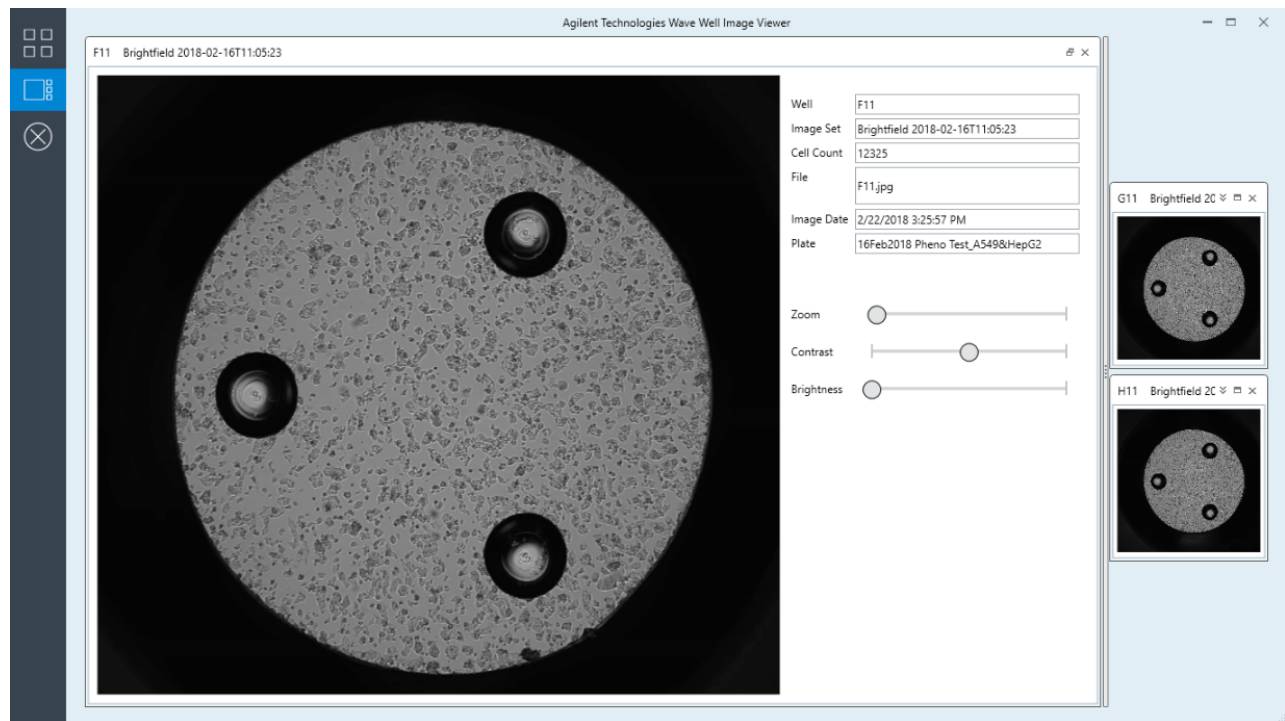 Agilent Technologies Wave Well Image Viewer
F11 Brightfield 2018-02-16T11:05:23
Well F11
Image Set Brightfield 2018-02-16T11:05:23
Cell Count 12325
File F11.jpg
Image Date 2/22/2018 3:25:57 PM
Plate 16Feb2018 Pheno Test_A549&HepG2
Zoom
Contrast
Brightness
G11 Brightfield 20
H11 Brightfield 20